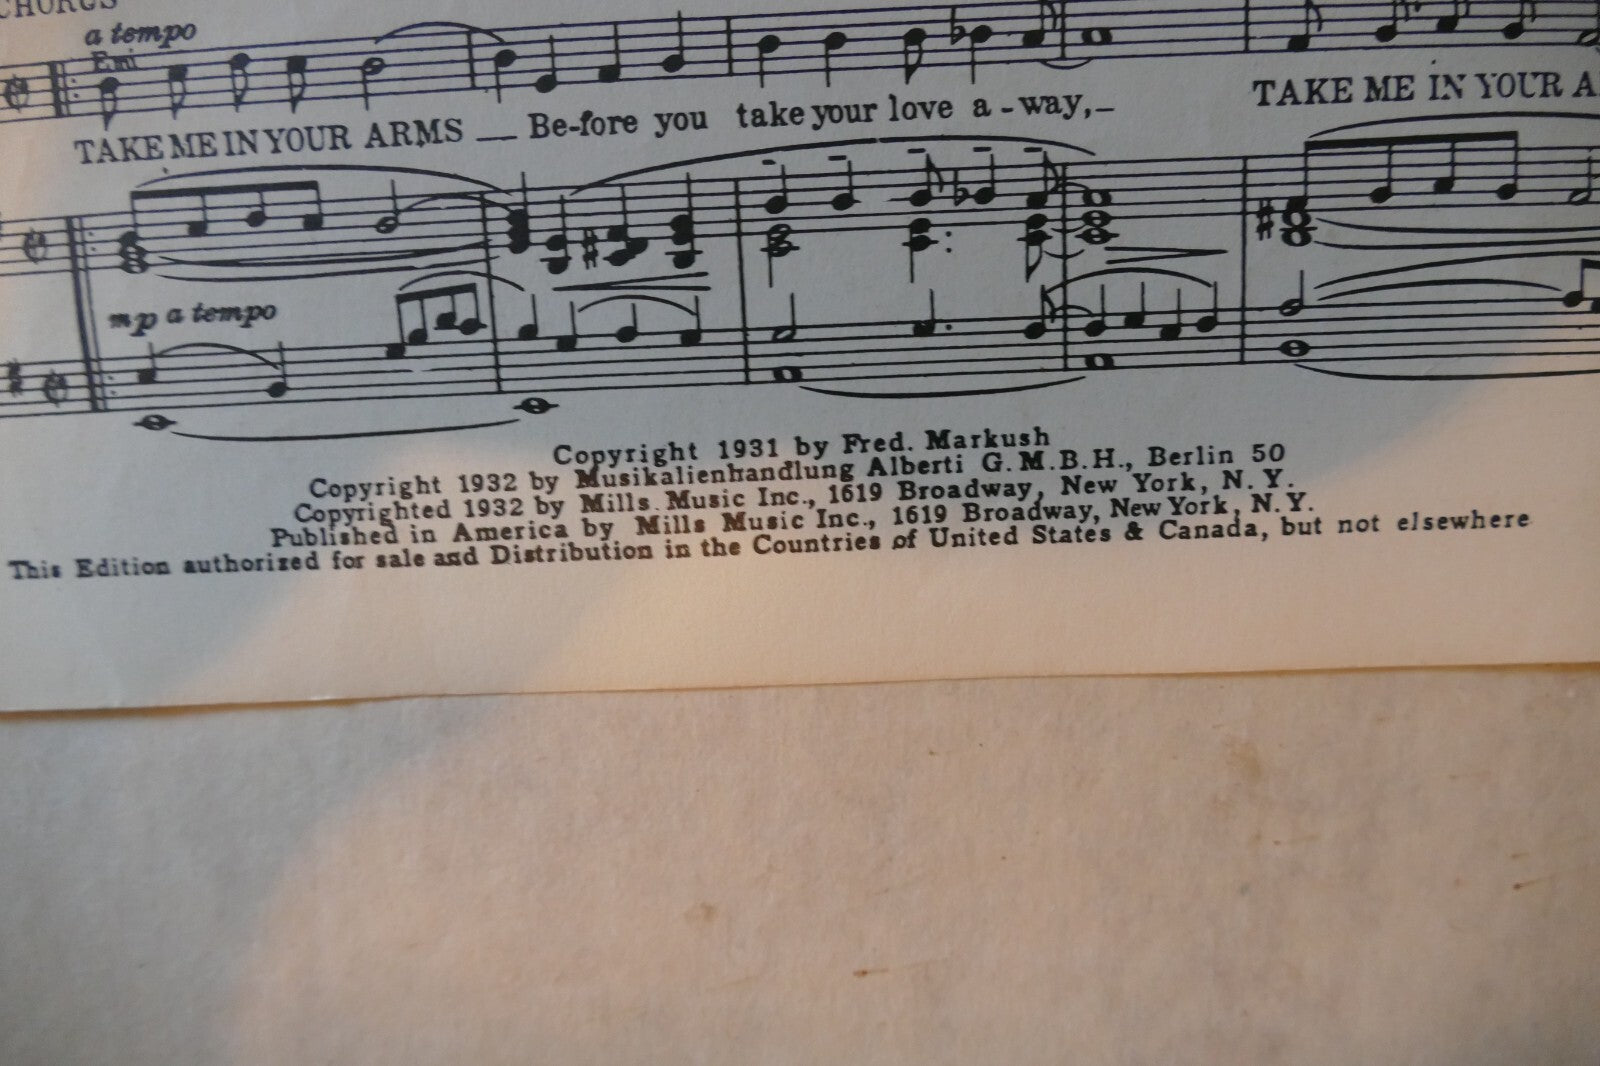 CHORUS
a tempo
Emi
TAKE ME IN YOUR ARMS __ Be-fore you take your love a-way,– TAKE ME IN YOUR A
mp a tempo
Copyright 1931 by Fred. Markush
Copyright 1932 by Musikalienhandlung Alberti G.M.B.H., Berlin 50
Copyrighted 1932 by Mills Music Inc., 1619 Broadway, New York, N.Y.
Published in America by Mills Music Inc., 1619 Broadway, New York, N.Y.
This Edition authorized for sale and Distribution in the Countries of United States & Canada, but not elsewhere